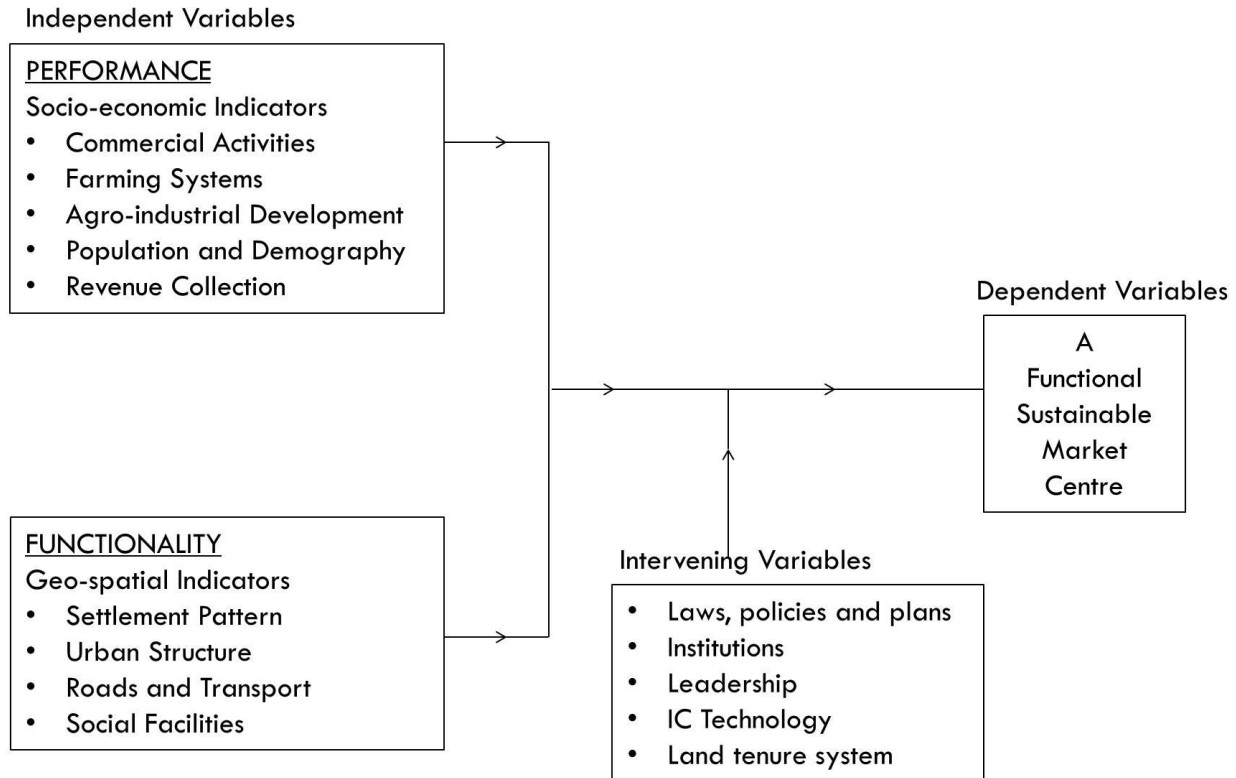 Independent Variables
PERFORMANCE
Socio-economic Indicators
• Commercial Activities
• Farming Systems
• Agro-industrial Development
• Population and Demography
• Revenue Collection
FUNCTIONALITY
Geo-spatial Indicators
• Settlement Pattern
• Urban Structure
• Roads and Transport
• Social Facilities
Intervening Variables
• Laws, policies and plans
• Institutions
• Leadership
• IC Technology
• Land tenure system
Dependent Variables
A
Functional
Sustainable
Market
Centre